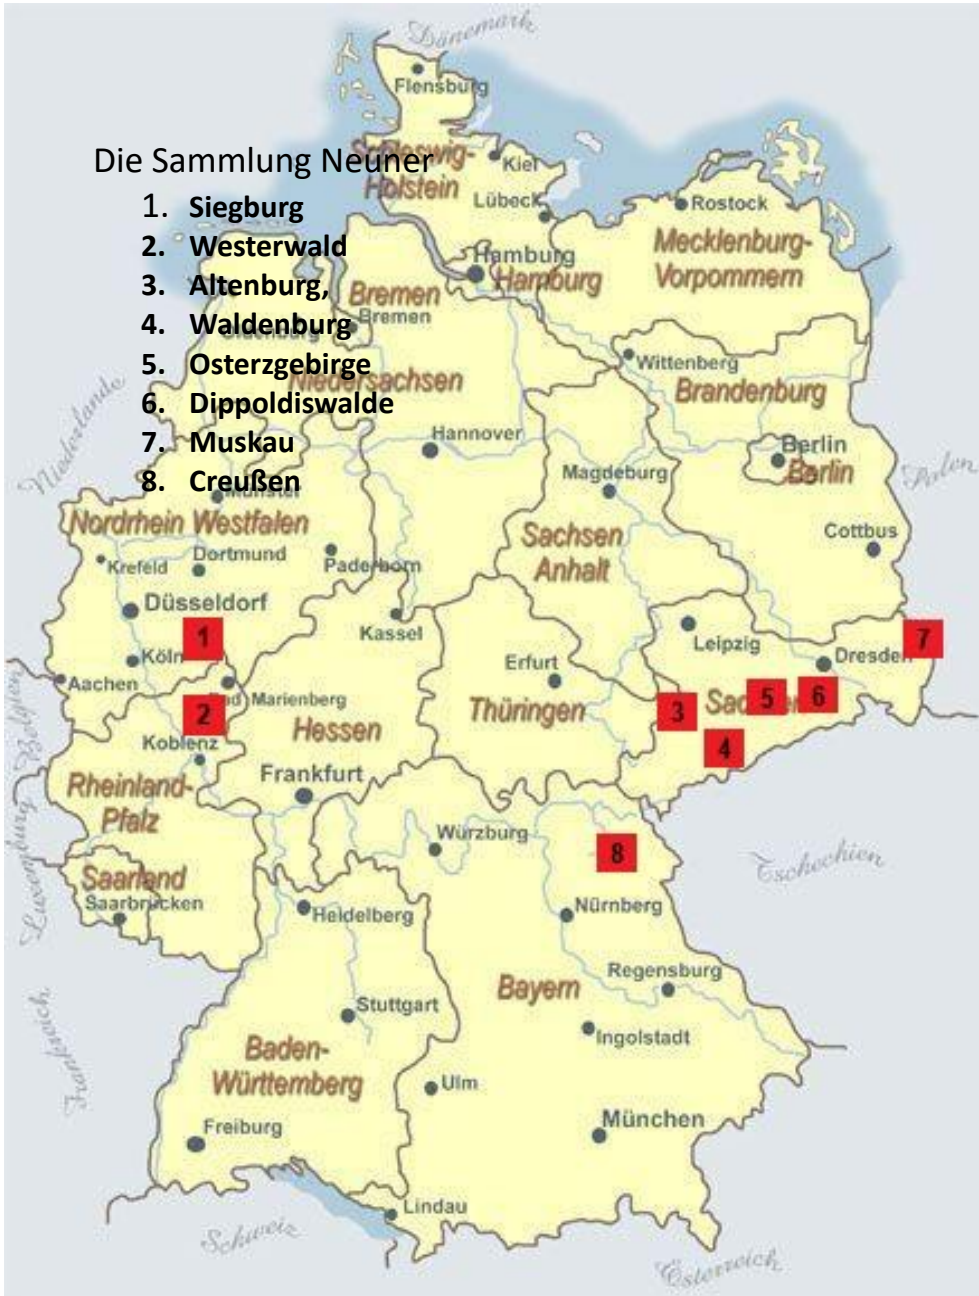 Dänemark
Flensburg
Die Sammlung Neuner
Schleswig-
Holstein
Kiel
Lübeck
1. Siegburg
Rostock
2. Westerwald
Mecklenburg-
Vorpommern
Hamburg
Hamburg
3. Altenburg,
Bremen
Bremen
4. Waldenburg
Oldenburg
Wittenberg
5. Osterzgebirge
Niedersachsen
Brandenburg
6. Dippoldiswalde
Niederlande
Hannover
7. Muskau
Berlin
Berlin
Magdeburg
Polen
8. Creußen
Münster
Nordrhein Westfalen
Sachsen
Anhalt
Cottbus
Krefeld
Dortmund
Paderborn
Düsseldorf
Kassel
1
Leipzig
7
Köln
Erfurt
Dresden
Aachen
Bad Marienberg
Belgien
2
Hessen
Thüringen
3
Sachsen
5
6
4
Koblenz
Rheinland-
Pfalz
Frankfurt
Luxemburg
Würzburg
8
Tschechien
Saarland
Saarbrücken
Heidelberg
Nürnberg
Regensburg
Bayern
Frankreich
Stuttgart
Ingolstadt
Baden-
Württemberg
Ulm
Freiburg
München
Lindau
Schweiz
Österreich